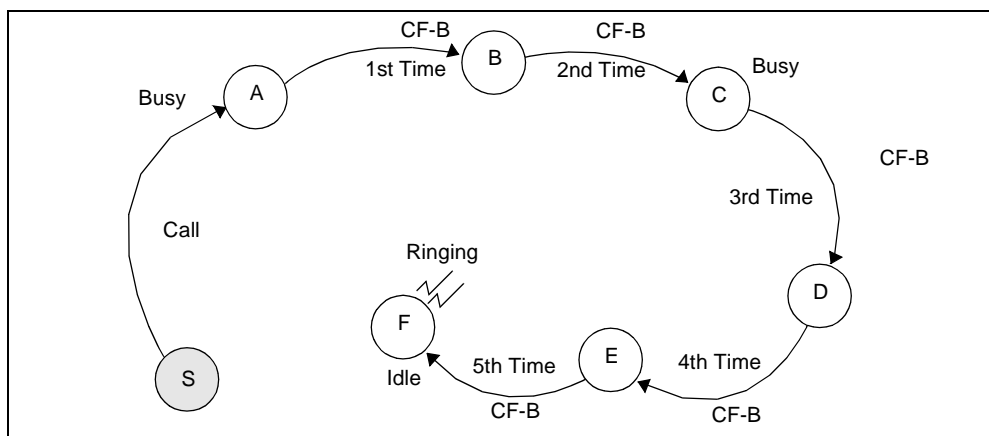 CF-B
CF-B
1st Time
B
2nd Time
Busy
Busy
A
C
CF-B
3rd Time
Call
Ringing
D
F
E
4th Time
5th Time
Idle
S
CF-B
CF-B